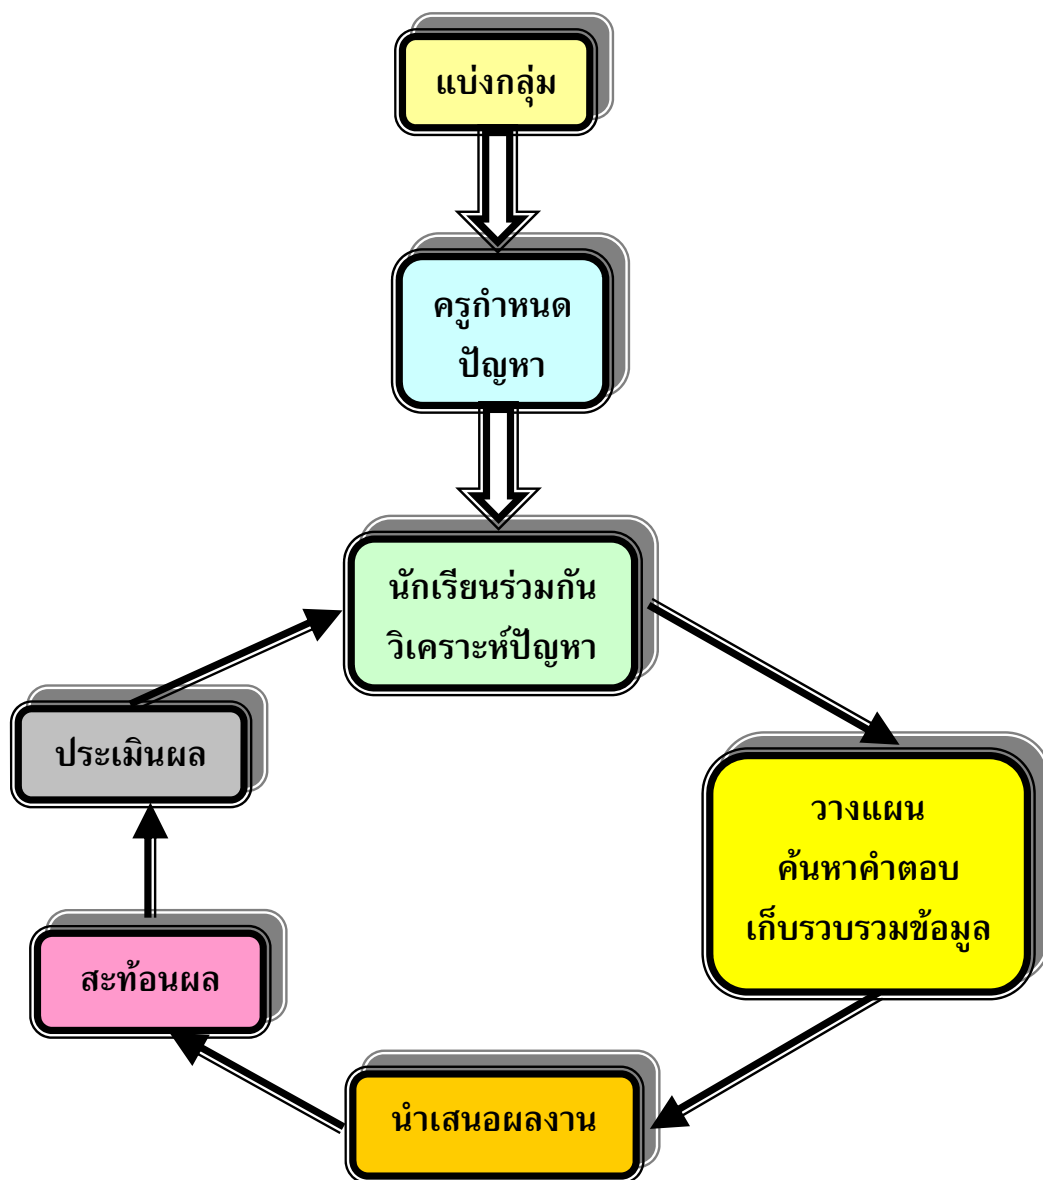 แบ่งกลุ่ม
ครูกำหนด
ปัญหา
นักเรียนร่วมกัน
วิเคราะห์ปัญหา
วางแผน
ค้นหาคำตอบ
เก็บรวบรวมข้อมูล
นำเสนอผลงาน
สะท้อนผล
ประเมินผล